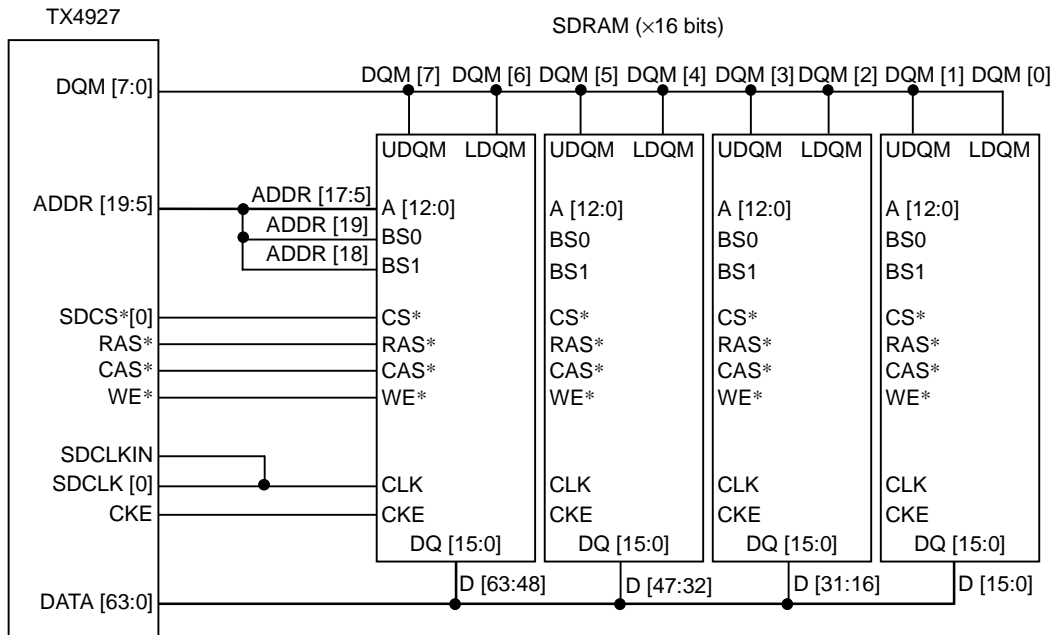 TX4927
SDRAM (×16 bits)
DQM [7:0]
DQM [7] DQM [6] DQM [5] DQM [4] DQM [3] DQM [2] DQM [1] DQM [0]
UDQM LDQM UDQM LDQM UDQM LDQM UDQM LDQM
ADDR [19:5] ADDR [17:5] A [12:0] A [12:0] A [12:0] A [12:0]
ADDR [19] BS0 BS0 BS0 BS0
ADDR [18] BS1 BS1 BS1 BS1
SDCS*[0] CS* CS* CS* CS*
RAS* RAS* RAS* RAS* RAS*
CAS* CAS* CAS* CAS* CAS*
WE* WE* WE* WE* WE*
SDCLKIN
SDCLK [0] CLK CLK CLK CLK
CKE CKE CKE CKE CKE
DQ [15:0] DQ [15:0] DQ [15:0] DQ [15:0]
D [63:48] D [47:32] D [31:16] D [15:0]
DATA [63:0]